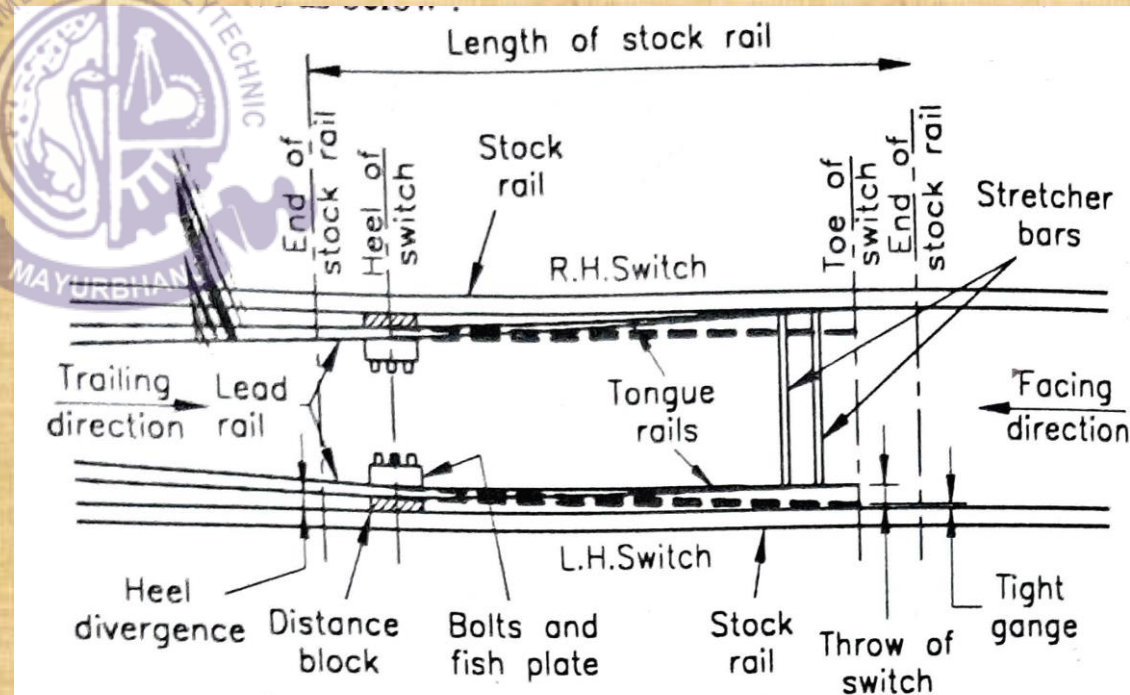 Length of stock rail
End of
stock rail
Heel of
switch
Stock
rail
R.H.Switch
Toe of
switch
End of
stock rail
Stretcher
bars
MAYURBHANJ
Trailing
direction
Lead
rail
Tongue
rails
Facing
direction
L.H.Switch
Heel
divergence
Distance
block
Bolts and
fish plate
Stock
rail
Throw of
switch
Tight
gange